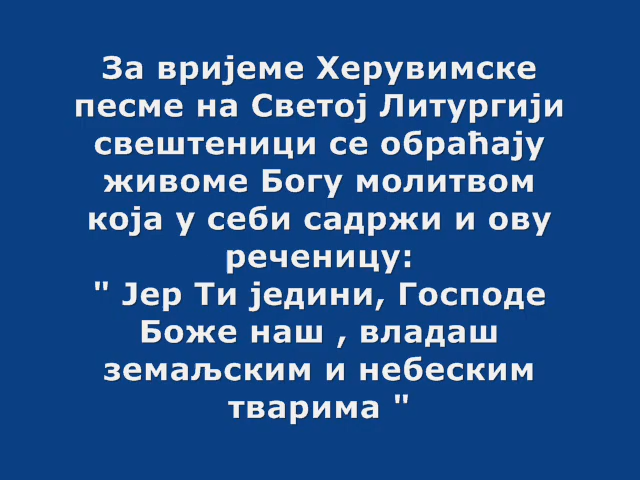 За вријеме Херувимске
песме на Светој Литургији
свештеници се обраћају
живоме Богу молитвом
која у себи садржи и ову
реченицу:
" Јер Ти једини, Господе
Боже наш , владаш
земаљским и небеским
тварима "